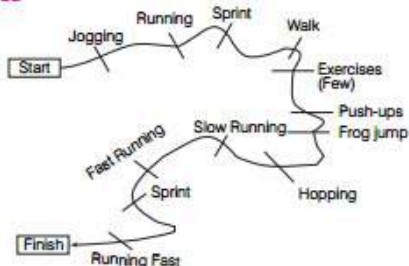 Start
Jogging
Running
Sprint
Walk
Exercises
(Few)
Push-ups
Frog jump
Hopping
Slow Running
Fast Running
Sprint
Running Fast
Finish